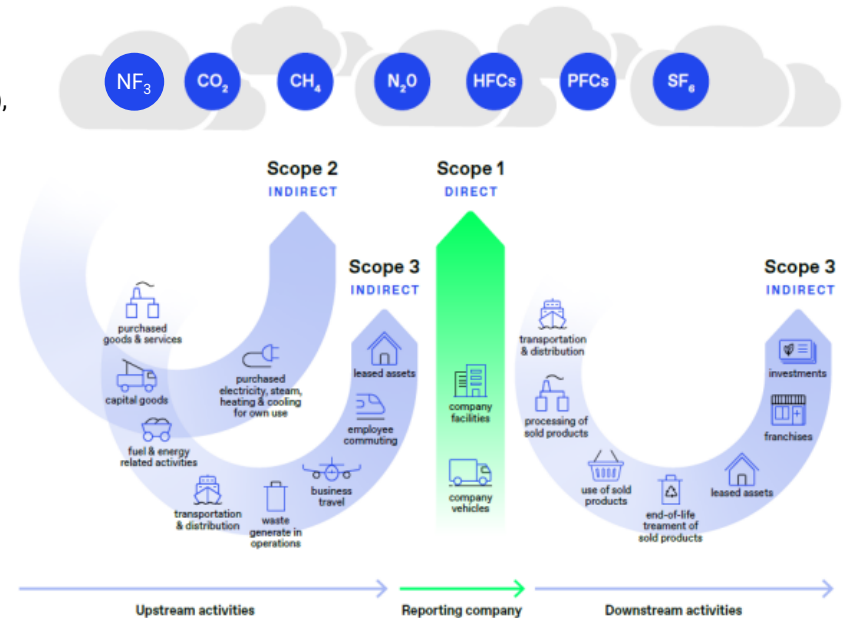 ),
NF3
CO2
CH4
N20
HFCs
PFCs
SF6
Scope 2
INDIRECT
Scope 1
DIRECT
Scope 3
INDIRECT
Scope 3
INDIRECT
purchased
goods & services
capital goods
fuel & energy
related activities
transportation
& distribution
waste
generate in
operations
business
travel
employee
commuting
leased assets
purchased
electricity, steam,
heating & cooling
for own use
company
facilities
company
vehicles
transportation
& distribution
processing of
sold products
use of sold
products
end-of-life
treament of
sold products
leased assets
franchises
investments
Upstream activities
Reporting company
Downstream activities